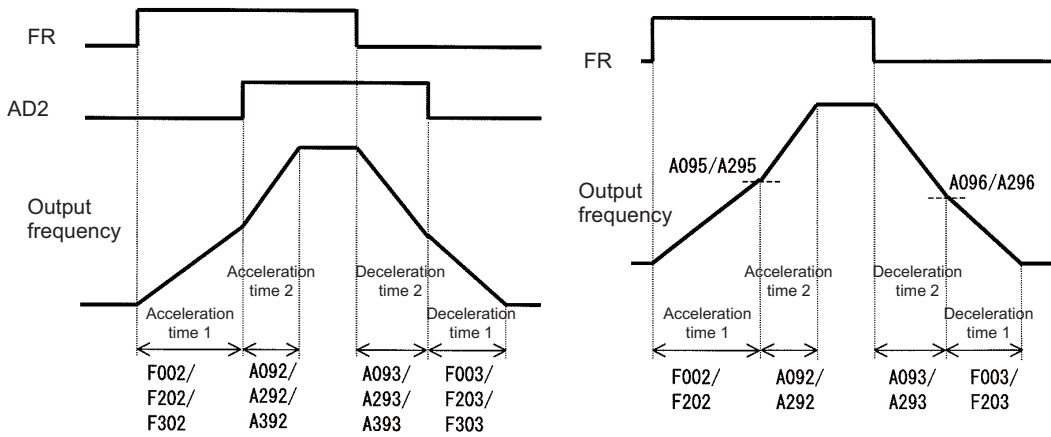 FR
AD2
Output
frequency
Acceleration
time 2
Deceleration
time 2
Acceleration
time 1
Deceleration
time 1
F002/
F202/
F302
A092/
A292/
A392
A093/
A293/
A393
F003/
F203/
F303
FR
A095/A295
A096/A296
Output
frequency
Acceleration
time 2
Deceleration
time 2
Acceleration
time 1
Deceleration
time 1
F002/
F202
A092/
A292
A093/
A293
F003/
F203